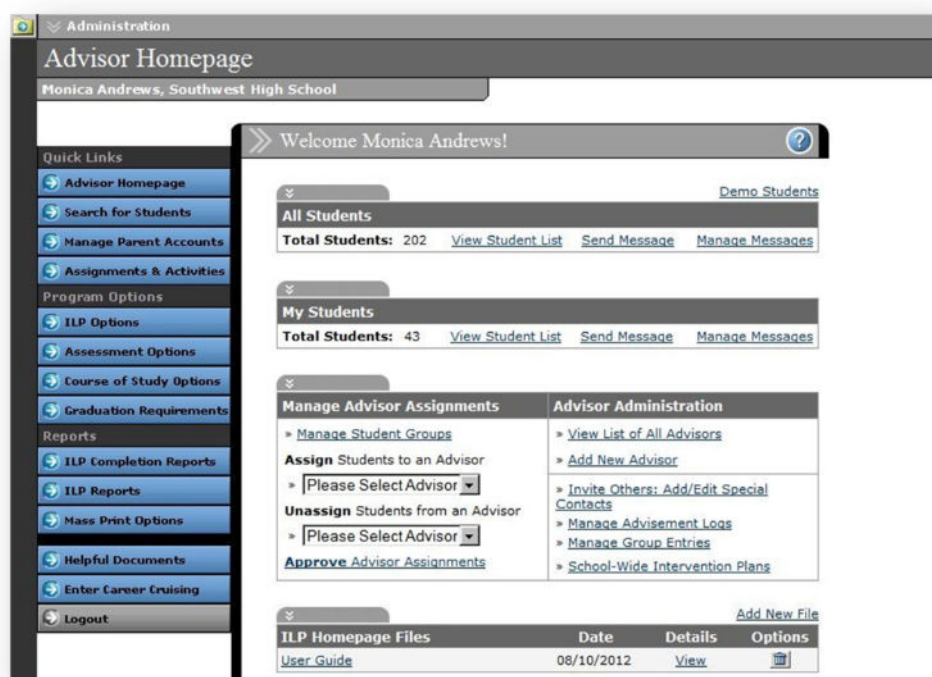 Administration
Advisor Homepage
Monica Andrews, Southwest High School
Quick Links
Advisor Homepage
Search for Students
Manage Parent Accounts
Assignments & Activities
Program Options
ILP Options
Assessment Options
Course of Study Options
Graduation Requirements
Reports
ILP Completion Reports
ILP Reports
Mass Print Options
Helpful Documents
Enter Career Cruising
Logout
Welcome Monica Andrews!
?
Demo Students
All Students
Total Students: 202 View Student List Send Message Manage Messages
My Students
Total Students: 43 View Student List Send Message Manage Messages
Manage Advisor Assignments
» Manage Student Groups
Assign Students to an Advisor
» Please Select Advisor
Unassign Students from an Advisor
» Please Select Advisor
Approve Advisor Assignments
Advisor Administration
» View List of All Advisors
» Add New Advisor
» Invite Others: Add/Edit Special
Contacts
» Manage Advisement Logs
» Manage Group Entries
» School-Wide Intervention Plans
Add New File
ILP Homepage Files Date Details Options
User Guide 08/10/2012 View